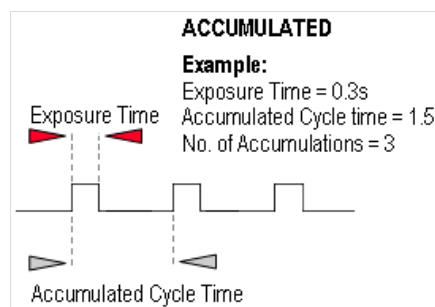 ACCUMULATED
Example:
Exposure Time = 0.3s
Accumulated Cycle time = 1.5
No. of Accumulations = 3
Exposure Time
Accumulated Cycle Time